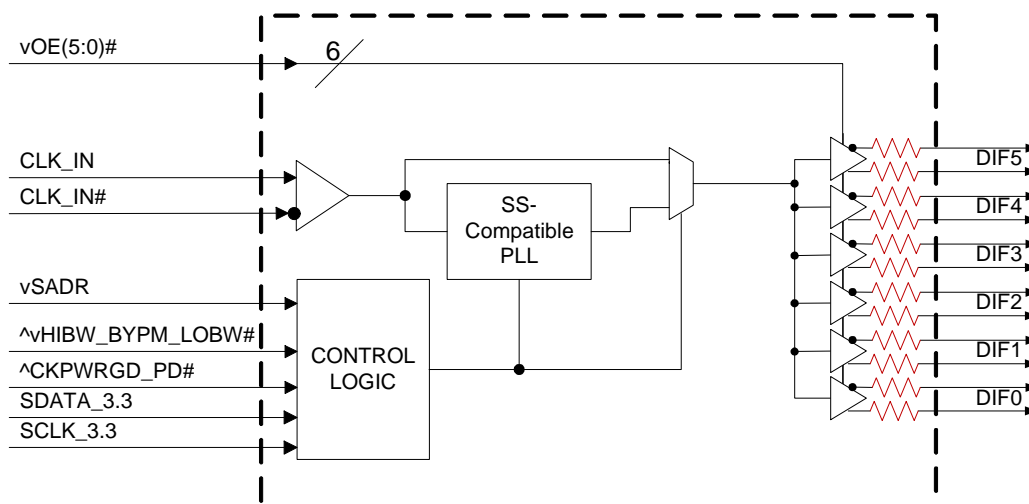 vOE(5:0)#
6
CLK_IN
CLK_IN#
SS-
Compatible
PLL
vSADR
^vHIBW_BYPM_LOBW#
^CKPWRGD_PD#
SDATA_3.3
SCLK_3.3
CONTROL
LOGIC
DIF5
DIF4
DIF3
DIF2
DIF1
DIF0